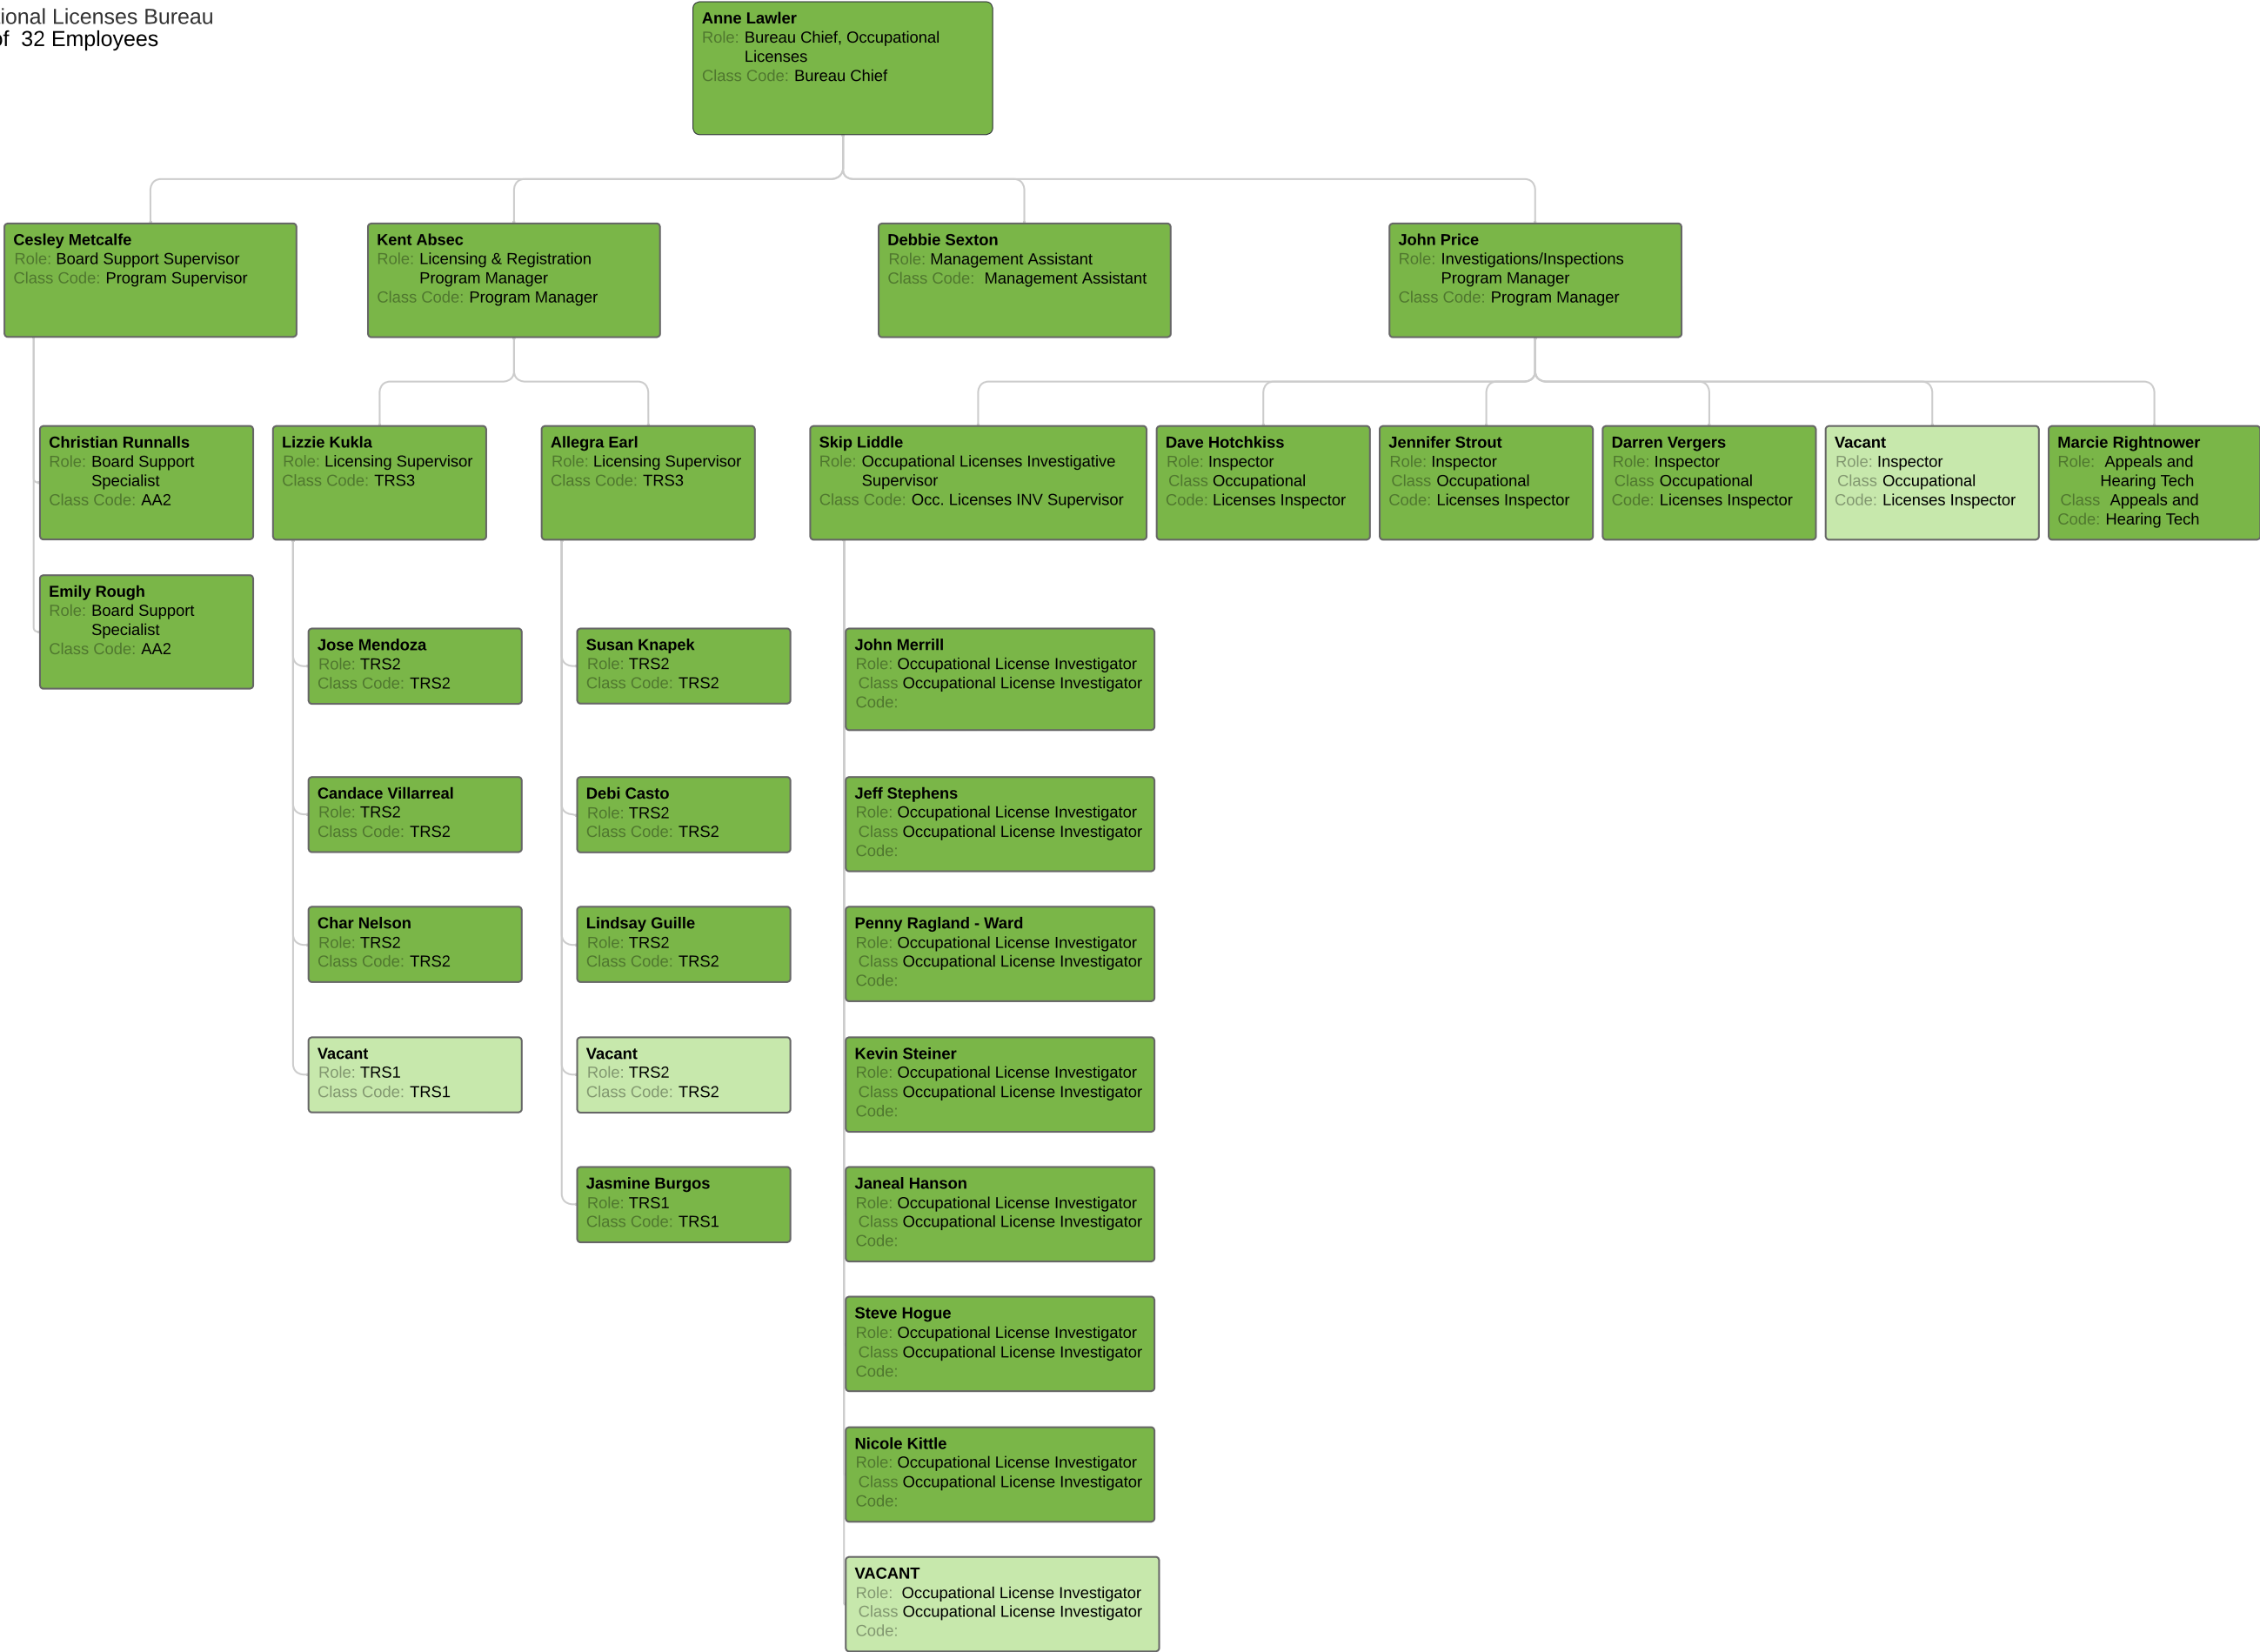 ional Licenses Bureau
of 32 Employees
Anne Lawler
Role: Bureau Chief, Occupational
Licenses
Class Code: Bureau Chief
Cesley Metcalfe
Role: Board Support Supervisor
Class Code: Program Supervisor
Kent Absec
Role: Licensing & Registration
Program Manager
Class Code: Program Manager
Debbie Sexton
Role: Management Assistant
Class Code: Management Assistant
John Price
Role: Investigations/Inspections
Program Manager
Class Code: Program Manager
Christian Runnalls
Role: Board Support
Specialist
Class Code: AA2
Lizzie Kukla
Role: Licensing Supervisor
Class Code: TRS3
Allegra Earl
Role: Licensing Supervisor
Class Code: TRS3
Skip Liddle
Role: Occupational Licenses Investigative
Supervisor
Class Code: Occ. Licenses INV Supervisor
Dave Hotchkiss
Role: Inspector
Class Occupational
Code: Licenses Inspector
Jennifer Strout
Role: Inspector
Class Occupational
Code: Licenses Inspector
Darren Vergers
Role: Inspector
Class Occupational
Code: Licenses Inspector
Vacant
Role: Inspector
Class Occupational
Code: Licenses Inspector
Marcie Rightnower
Role: Appeals and
Hearing Tech
Class Appeals and
Code: Hearing Tech
Emily Rough
Role: Board Support
Specialist
Class Code: AA2
Jose Mendoza
Role: TRS2
Class Code: TRS2
Candace Villarreal
Role: TRS2
Class Code: TRS2
Char Nelson
Role: TRS2
Class Code: TRS2
Vacant
Role: TRS1
Class Code: TRS1
Susan Knapek
Role: TRS2
Class Code: TRS2
Debi Casto
Role: TRS2
Class Code: TRS2
Lindsay Guille
Role: TRS2
Class Code: TRS2
Vacant
Role: TRS2
Class Code: TRS2
Jasmine Burgos
Role: TRS1
Class Code: TRS1
John Merrill
Role: Occupational License Investigator
Class Occupational License Investigator
Code:
Jeff Stephens
Role: Occupational License Investigator
Class Occupational License Investigator
Code:
Penny Ragland - Ward
Role: Occupational License Investigator
Class Occupational License Investigator
Code:
Kevin Steiner
Role: Occupational License Investigator
Class Occupational License Investigator
Code:
Janeal Hanson
Role: Occupational License Investigator
Class Occupational License Investigator
Code:
Steve Hogue
Role: Occupational License Investigator
Class Occupational License Investigator
Code:
Nicole Kittle
Role: Occupational License Investigator
Class Occupational License Investigator
Code:
VACANT
Role: Occupational License Investigator
Class Occupational License Investigator
Code: